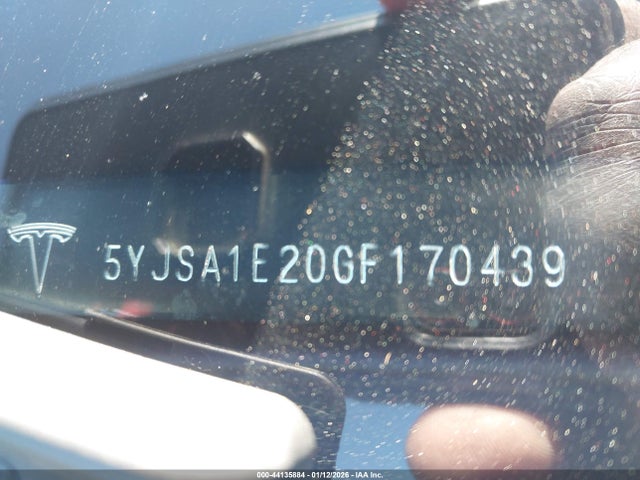 5YJSA1E20GF170439
000-44135884 | 01/12/2026 | IAA Inc.